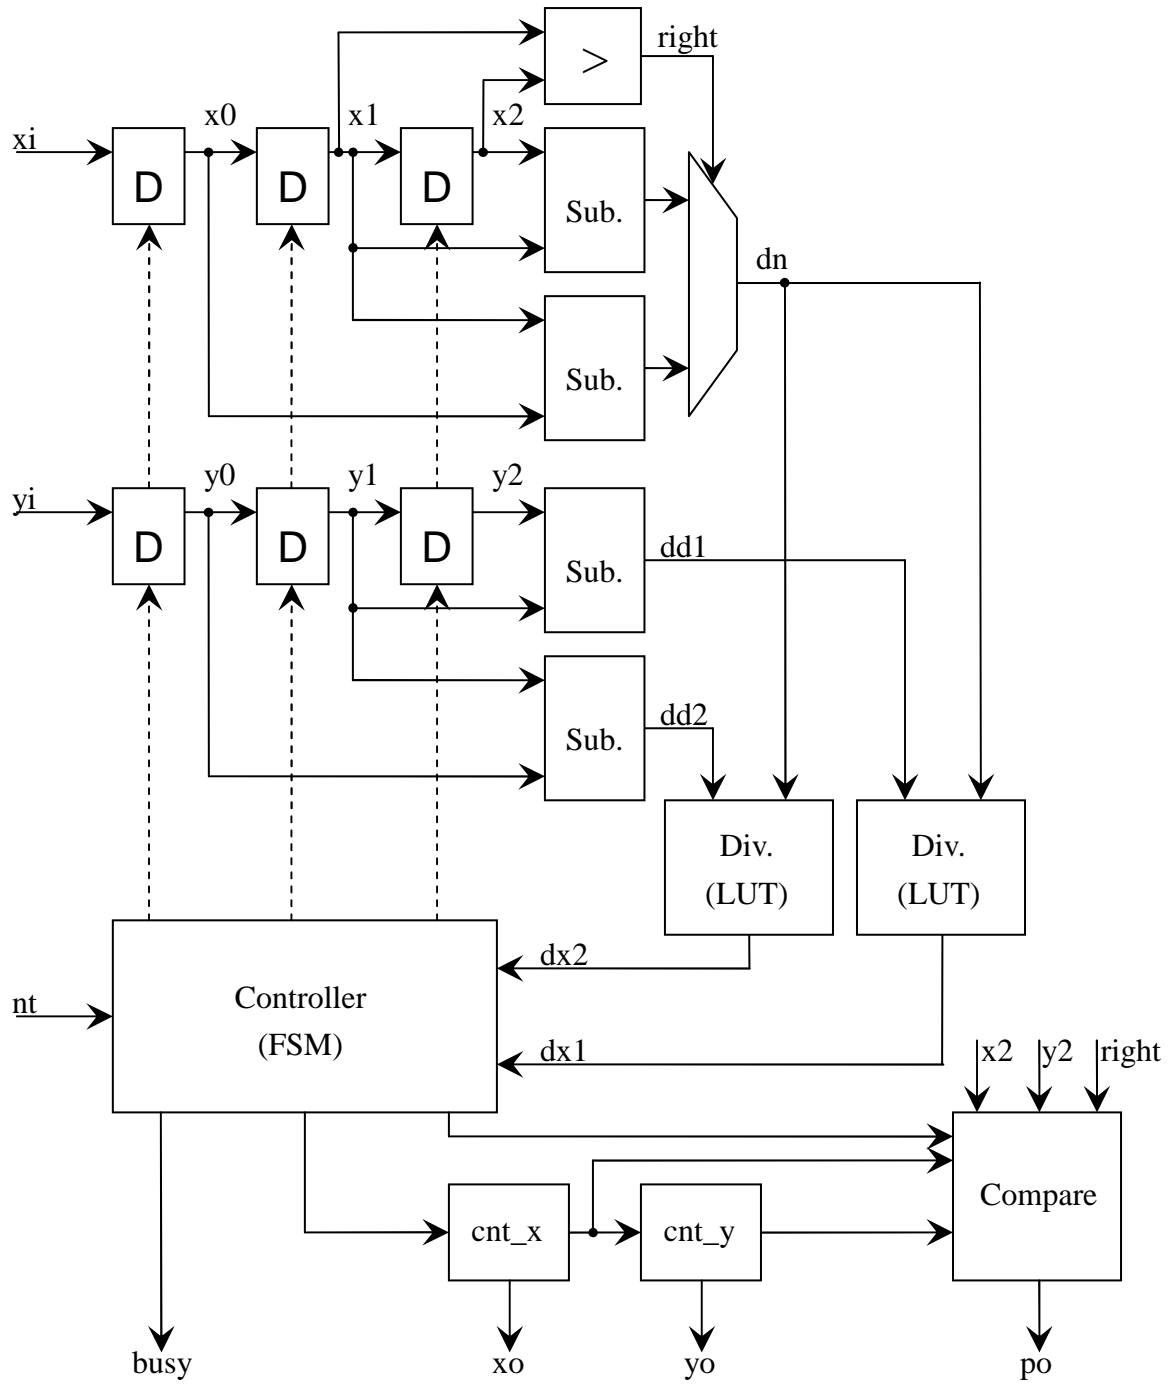 right
>
x0
x1
x2
xi
D
D
D
Sub.
dn
Sub.
y0
y1
y2
yi
D
D
D
Sub.
dd1
dd2
Sub.
Div.
(LUT)
Div.
(LUT)
dx2
Controller
(FSM)
nt
dx1
x2
y2
right
Compare
cnt_x
cnt_y
busy
xo
yo
po